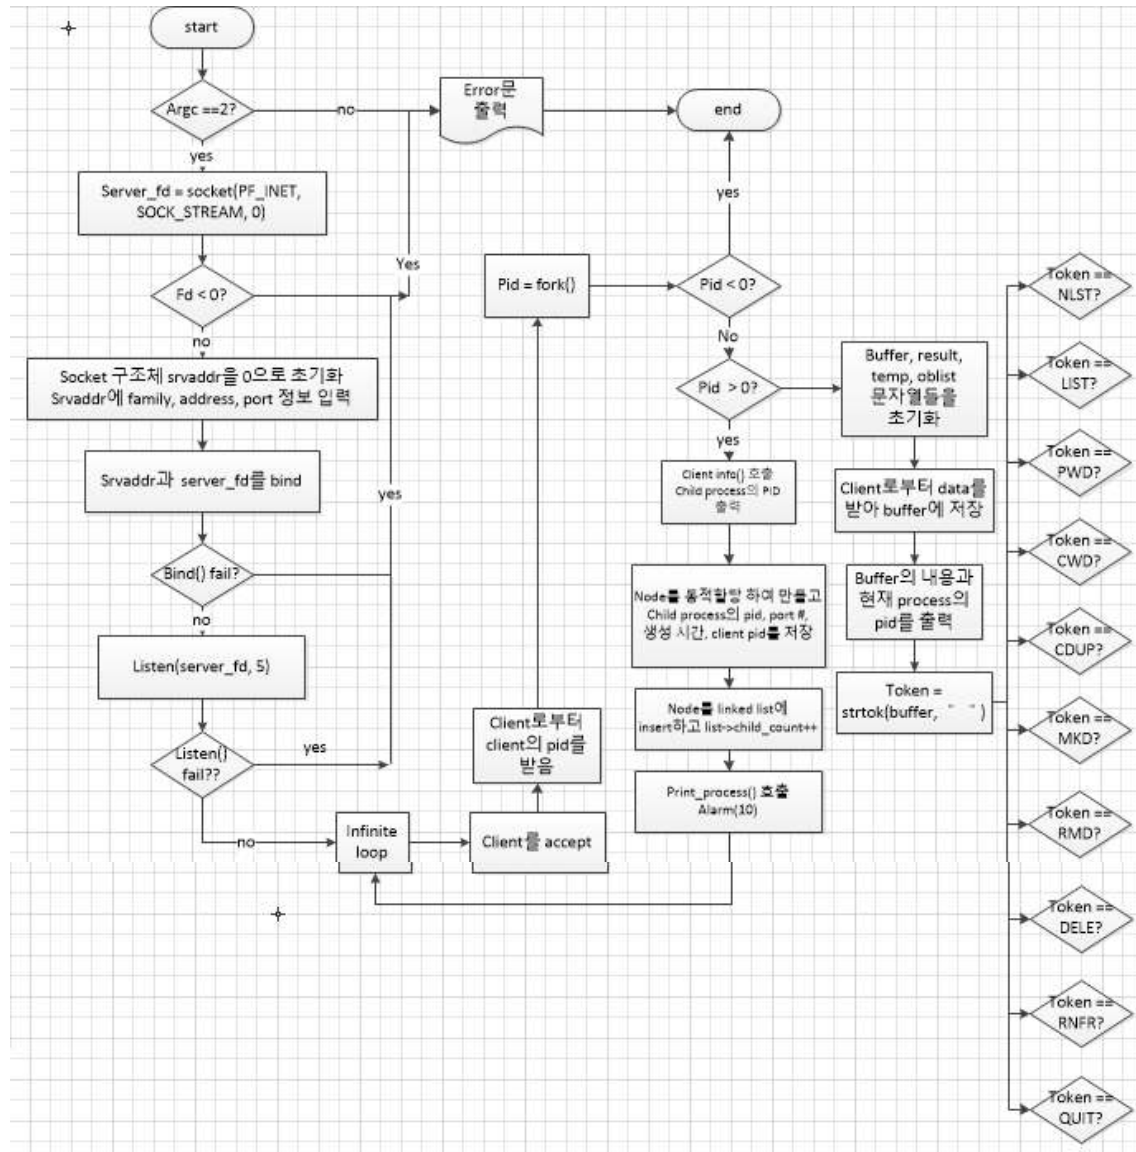 start
Argc ==2?
no
Error문
출력
end
yes
Server_fd = socket(PF_INET,
SOCK_STREAM, 0)
Fd < 0?
Yes
no
Socket 구조체 srvaddr을 0으로 초기화
Srvaddr에 family, address, port 정보 입력
Srvaddr과 server_fd를 bind
yes
Bind() fail?
no
Listen(server_fd, 5)
Listen()
fail??
yes
no
Infinite
loop
Client를 accept
Client로부터
client의 pid를
받음
Pid = fork()
Pid < 0?
yes
No
Pid > 0?
yes
Client info() 호출
Child process의 PID
출력
Node를 동적할당 하여 만들고
Child process의 pid, port #,
생성 시간, client pid를 저장
Node를 linked list에
insert하고 list->child_count++
Print_process() 호출
Alarm(10)
Buffer, result,
temp, oblist
문자열들을
초기화
Client로부터 data를
받아 buffer에 저장
Buffer의 내용과
현재 process의
pid를 출력
Token =
strtok(buffer, " ")
Token ==
NLST?
Token ==
LIST?
Token ==
PWD?
Token ==
CWD?
Token ==
CDUP?
Token ==
MKD?
Token ==
RMD?
Token ==
DELE?
Token ==
RNFR?
Token ==
QUIT?